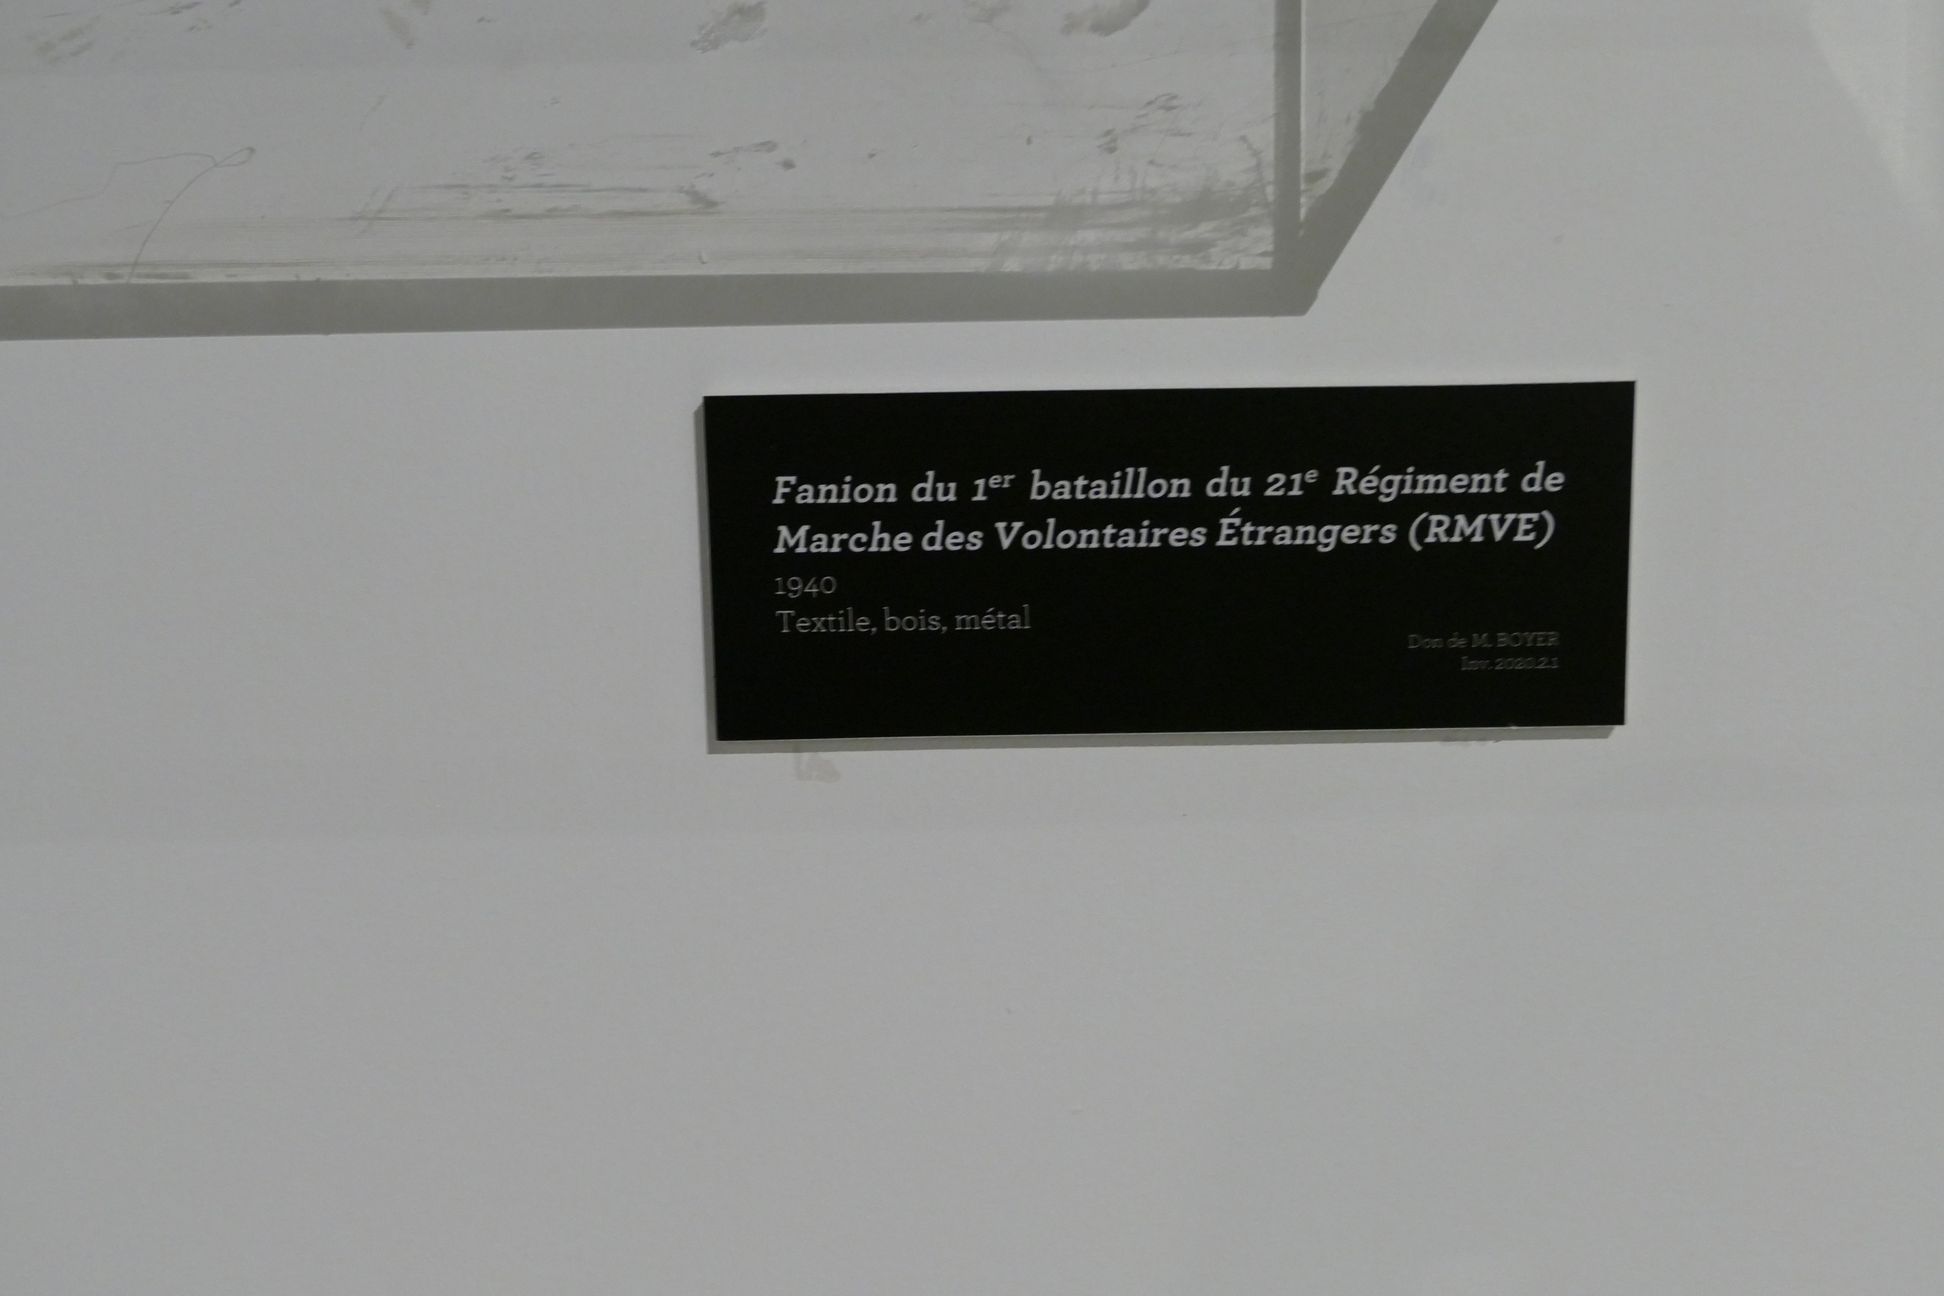 Fanion du 1er bataillon du 21e Régiment de
Marche des Volontaires Étrangers (RMVE)
1940
Textile, bois, métal
Don de M. BOYER
Inv. 2020.2.1